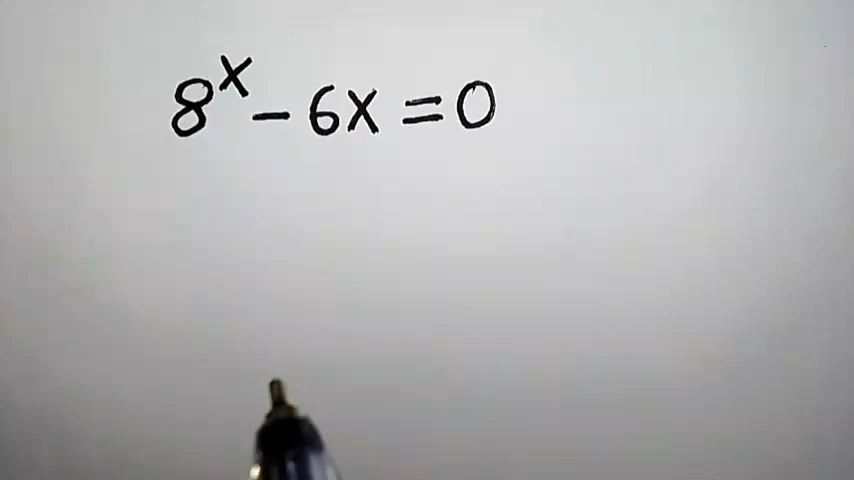 8^x - 6x = 0